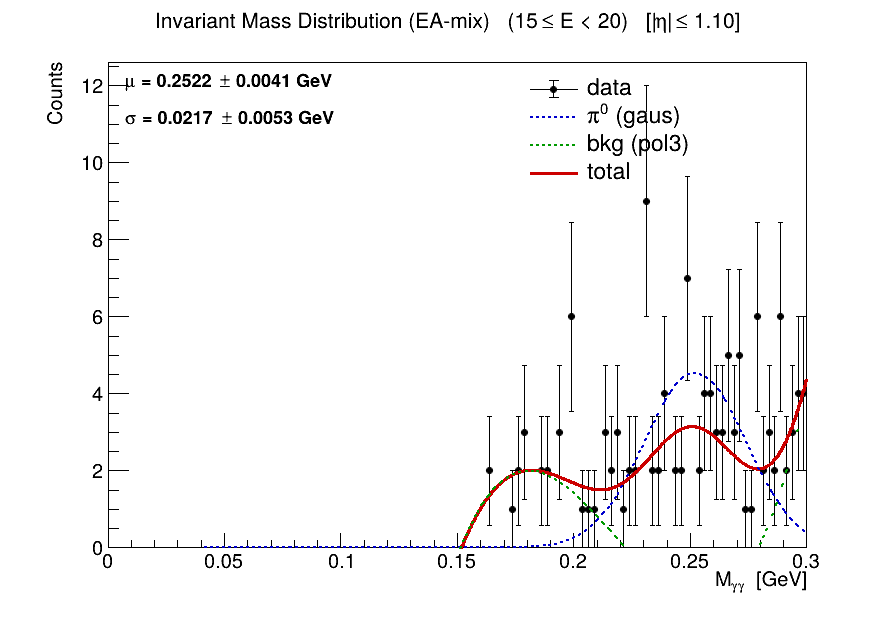 Invariant Mass Distribution (EA-mix) (15 ≤ E < 20) [|η| ≤ 1.10]
Counts
μ = 0.2522 ± 0.0041 GeV
σ = 0.0217 ± 0.0053 GeV
data
π⁰ (gaus)
bkg (pol3)
total
12
10
8
6
4
2
0
0 0.05 0.1 0.15 0.2 0.25 0.3
Mγγ [GeV]